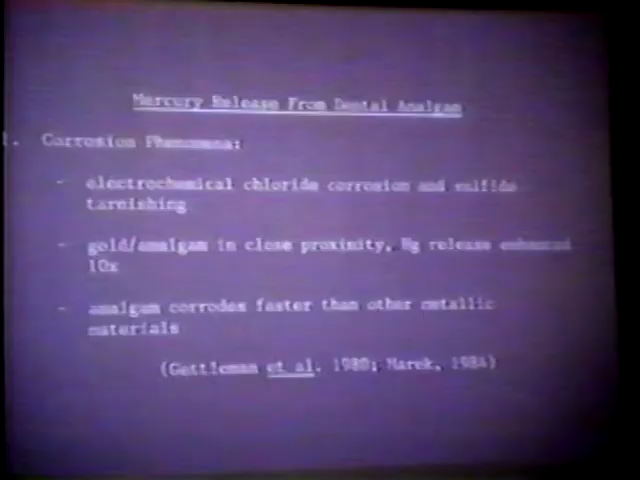 Mercury Release From Dental Amalgam
1. Corrosion Phenomena:
- electrochemical chloride corrosion and sulfide
tarnishing
- gold/amalgam in close proximity, Hg release enhanced
10x
- amalgam corrodes faster than other metallic
materials
(Gettleman et al. 1980; Marek, 1984)